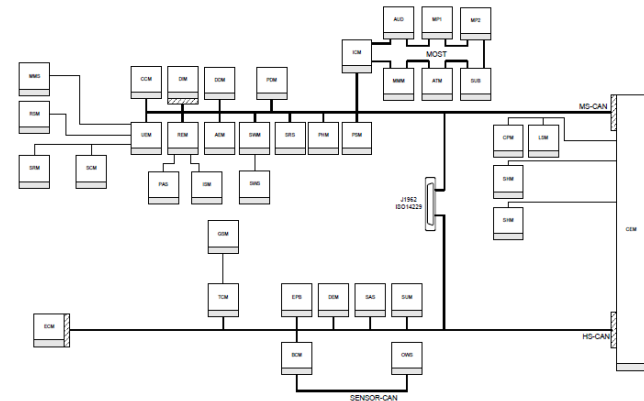 AUD
MP1
MP2
ICM
MOST
MMM
ATM
SUB
CCM
DIM
DDM
PDM
MMS
RSM
MS-CAN
UEM
REM
AEM
SWM
SRS
PHM
PSM
CPM
LSM
SRM
SCM
PAS
ISM
SWS
SHM
J1962
ISO14229
SHM
CEM
GSM
TCM
EPB
DEM
SAS
SUM
ECM
HS-CAN
BCM
OWS
SENSOR-CAN